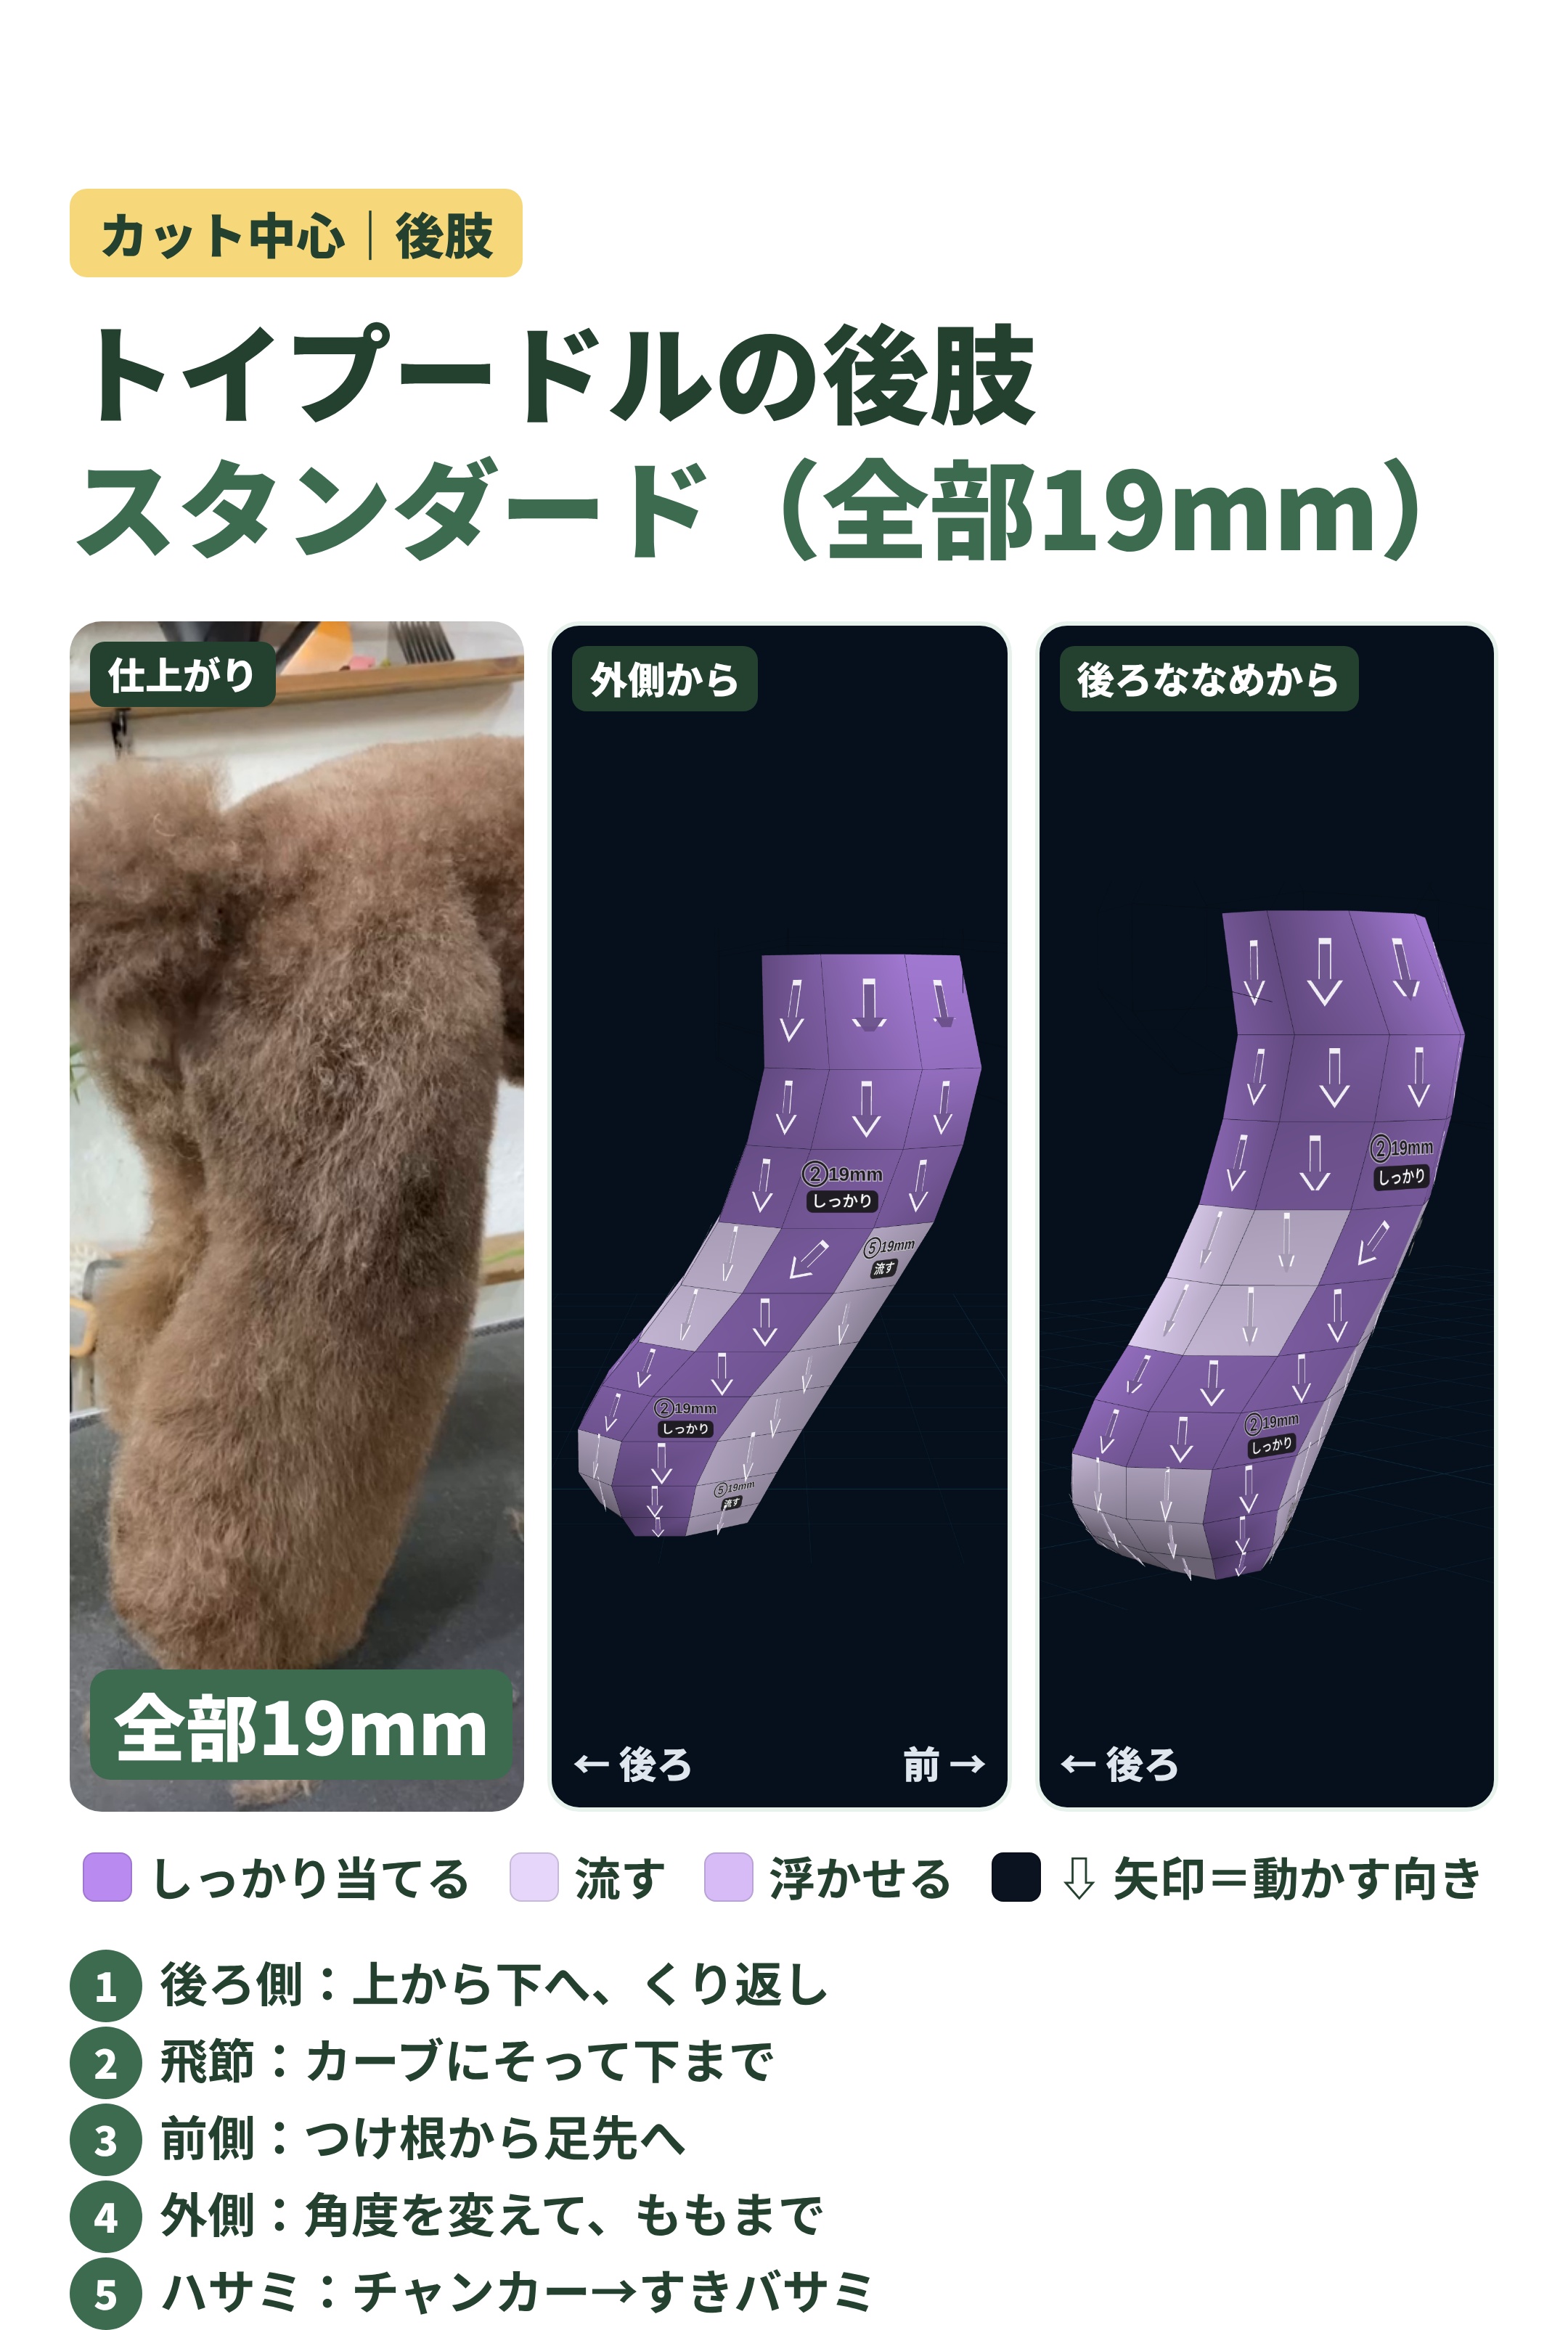 カット中心｜後肢
トイプードルの後肢
スタンダード（全部19mm）
仕上がり
全部19mm
外側から
②19mm
しっかり
⑤19mm
流す
②19mm
しっかり
⑤19mm
流す
← 後ろ
前 →
後ろななめから
②19mm
しっかり
②19mm
しっかり
← 後ろ
しっかり当てる 流す 浮かせる ⇩ 矢印＝動かす向き
1 後ろ側：上から下へ、くり返し
2 飛節：カーブにそって下まで
3 前側：つけ根から足先へ
4 外側：角度を変えて、ももまで
5 ハサミ：チャンカー→すきバサミ